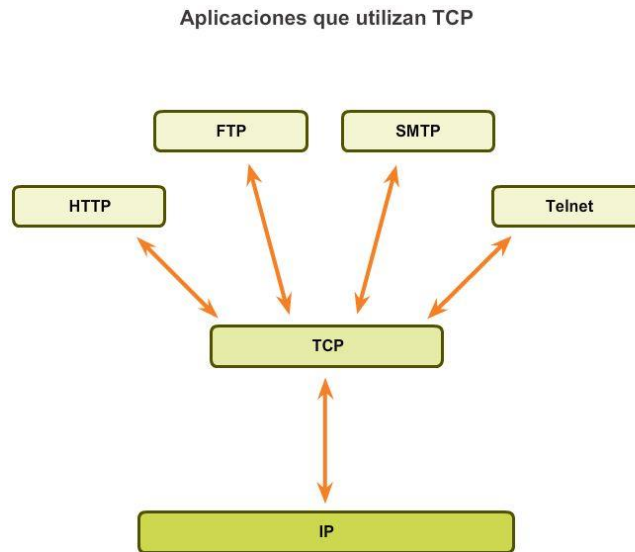 Aplicaciones que utilizan TCP
FTP
SMTP
HTTP
Telnet
TCP
IP